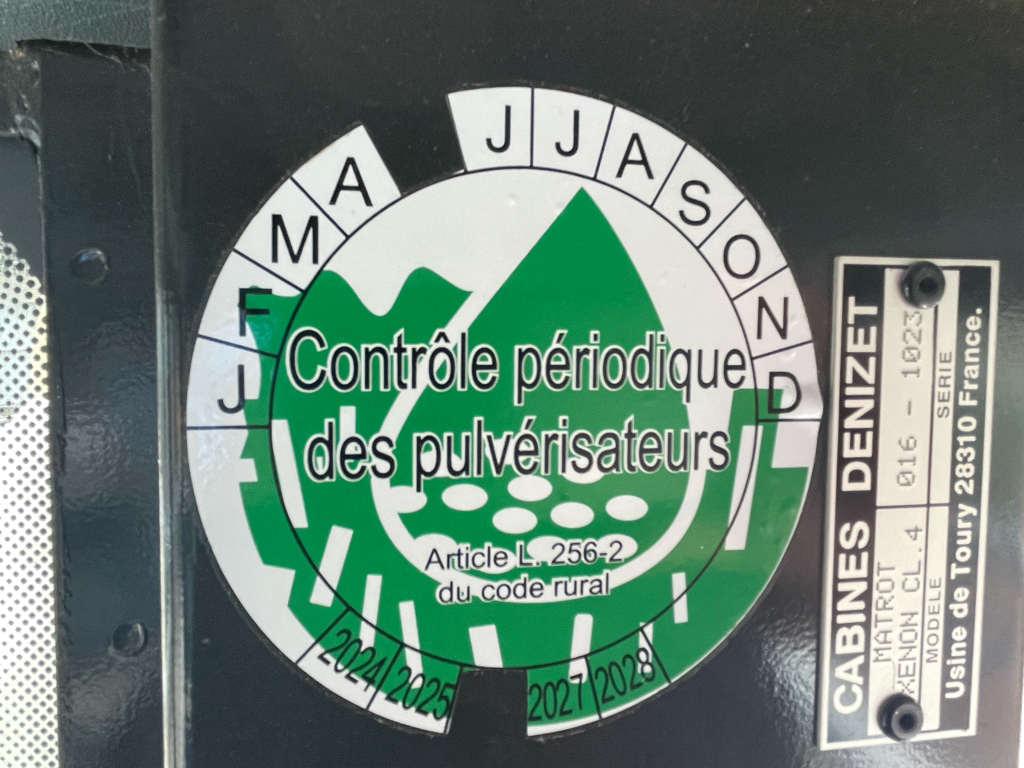 J F M A J J A S O N D
Contrôle périodique
des pulvérisateurs
Article L. 256-2
du code rural
2024 2025 2027 2028
CABINES DENIZET
MATROT 016 - 1023
XENON CL.4
MODELE SERIE
Usine de Toury 28310 France.